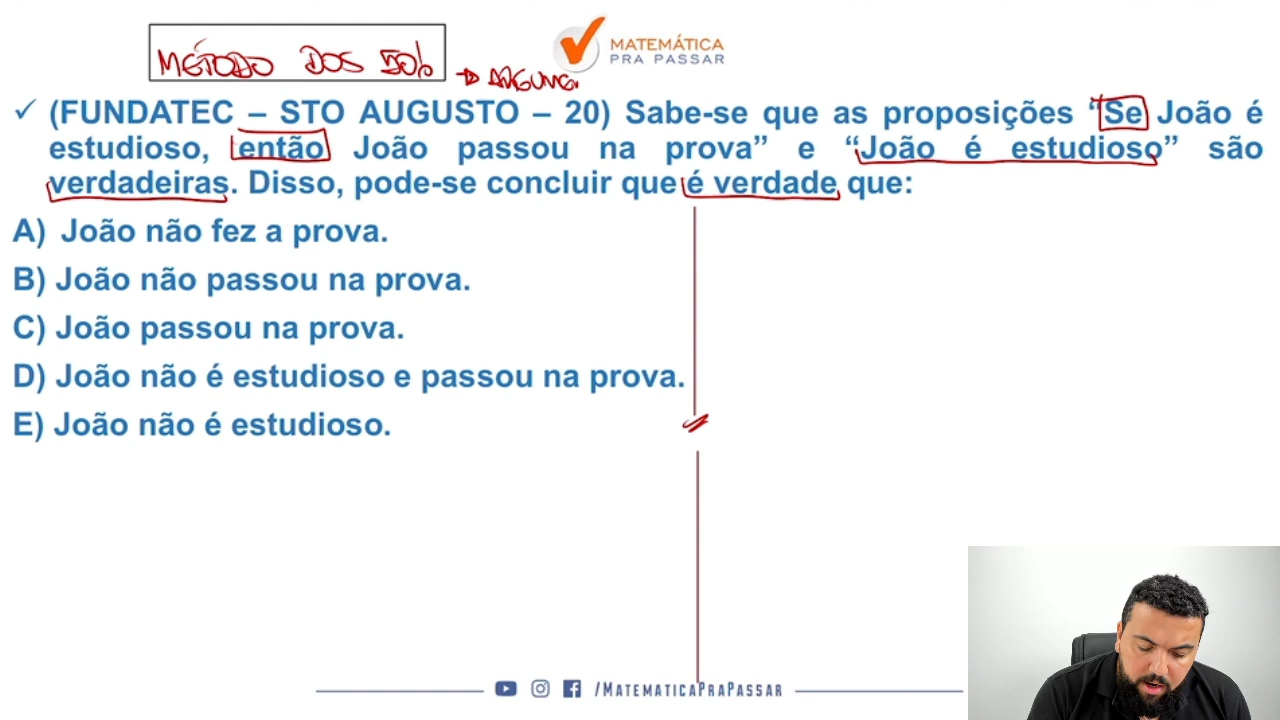 MÉTODO DOS 50%
MATEMÁTICA
PRA PASSAR
✓ (FUNDATEC – STO AUGUSTO – 20) Sabe-se que as proposições “Se João é
estudioso, então João passou na prova” e “João é estudioso” são
verdadeiras. Disso, pode-se concluir que é verdade que:
A) João não fez a prova.
B) João não passou na prova.
C) João passou na prova.
D) João não é estudioso e passou na prova.
E) João não é estudioso.
/MATEMATICAPRAPASSAR